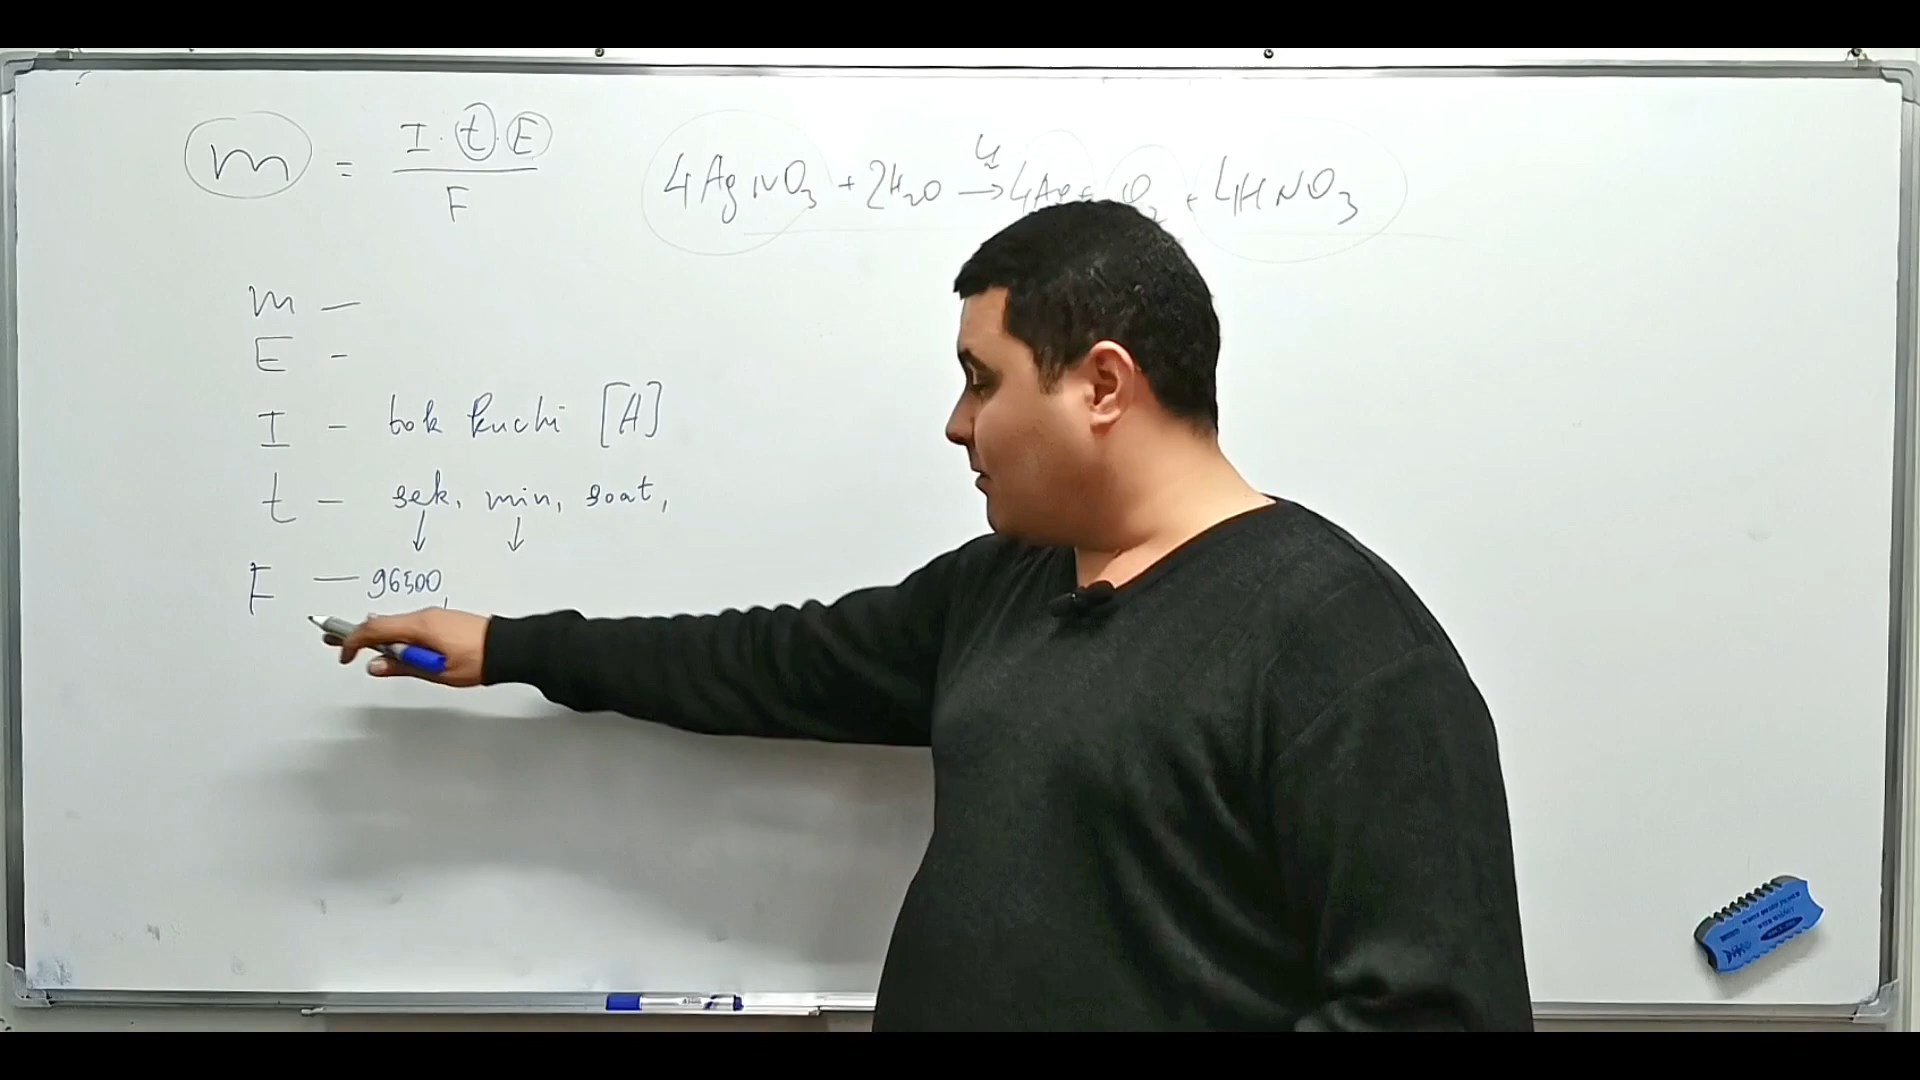 m = I · t · E / F
4AgNO₃ + 2H₂O → 4Ag + O₂ + 4HNO₃
m —
E -
I - tok kuchi [A]
t - sek, min, soat,
F — 96500